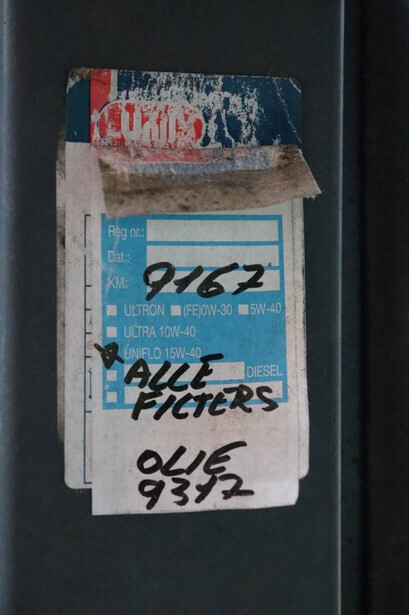 Reg nr.:
Dat.:
KM: 9167
ULTRON (FE)0W-30 5W-40
ULTRA 10W-40
UNIFLO 15W-40
DIESEL
ALLE
FILTERS
OLIE
9317